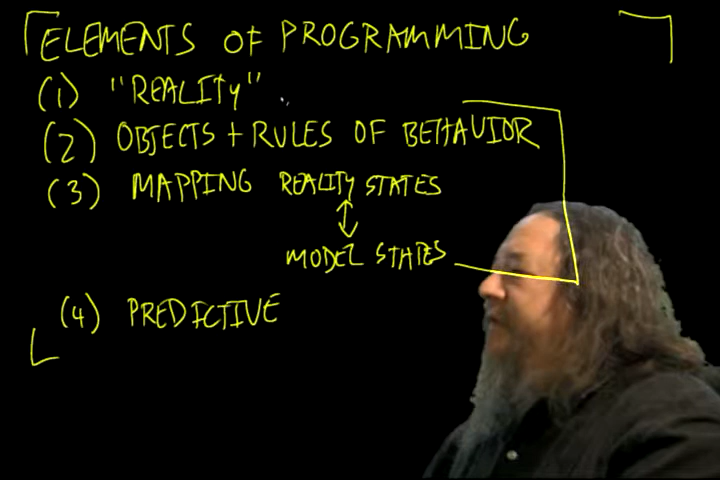 ELEMENTS OF PROGRAMMING
(1) "REALITY"
(2) OBJECTS + RULES OF BEHAVIOR
(3) MAPPING REALITY STATES
↕
MODEL STATES
(4) PREDICTIVE